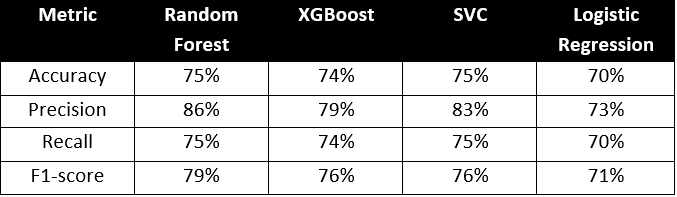 Metric Random Forest XGBoost SVC Logistic Regression
Accuracy 75% 74% 75% 70%
Precision 86% 79% 83% 73%
Recall 75% 74% 75% 70%
F1-score 79% 76% 76% 71%